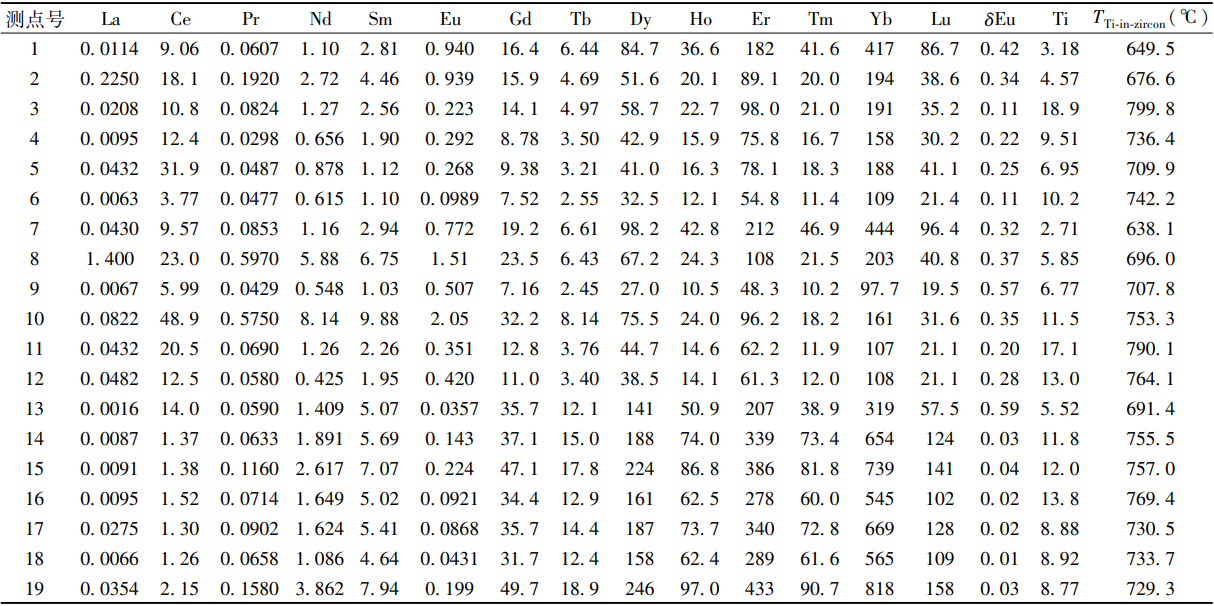 测点号 La Ce Pr Nd Sm Eu Gd Tb Dy Ho Er Tm Yb Lu δEu Ti TTi-in-zircon(℃)
1 0.0114 9.06 0.0607 1.10 2.81 0.940 16.4 6.44 84.7 36.6 182 41.6 417 86.7 0.42 3.18 649.5
2 0.2250 18.1 0.1920 2.72 4.46 0.939 15.9 4.69 51.6 20.1 89.1 20.0 194 38.6 0.34 4.57 676.6
3 0.0208 10.8 0.0824 1.27 2.56 0.223 14.1 4.97 58.7 22.7 98.0 21.0 191 35.2 0.11 18.9 799.8
4 0.0095 12.4 0.0298 0.656 1.90 0.292 8.78 3.50 42.9 15.9 75.8 16.7 158 30.2 0.22 9.51 736.4
5 0.0432 31.9 0.0487 0.878 1.12 0.268 9.38 3.21 41.0 16.3 78.1 18.3 188 41.1 0.25 6.95 709.9
6 0.0063 3.77 0.0477 0.615 1.10 0.0989 7.52 2.55 32.5 12.1 54.8 11.4 109 21.4 0.11 10.2 742.2
7 0.0430 9.57 0.0853 1.16 2.94 0.772 19.2 6.61 98.2 42.8 212 46.9 444 96.4 0.32 2.71 638.1
8 1.400 23.0 0.5970 5.88 6.75 1.51 23.5 6.43 67.2 24.3 108 21.5 203 40.8 0.37 5.85 696.0
9 0.0067 5.99 0.0429 0.548 1.03 0.507 7.16 2.45 27.0 10.5 48.3 10.2 97.7 19.5 0.57 6.77 707.8
10 0.0822 48.9 0.5750 8.14 9.88 2.05 32.2 8.14 75.5 24.0 96.2 18.2 161 31.6 0.35 11.5 753.3
11 0.0432 20.5 0.0690 1.26 2.26 0.351 12.8 3.76 44.7 14.6 62.2 11.9 107 21.1 0.20 17.1 790.1
12 0.0482 12.5 0.0580 0.425 1.95 0.420 11.0 3.40 38.5 14.1 61.3 12.0 108 21.1 0.28 13.0 764.1
13 0.0016 14.0 0.0590 1.409 5.07 0.0357 35.7 12.1 141 50.9 207 38.9 319 57.5 0.59 5.52 691.4
14 0.0087 1.37 0.0633 1.891 5.69 0.143 37.1 15.0 188 74.0 339 73.4 654 124 0.03 11.8 755.5
15 0.0091 1.38 0.1160 2.617 7.07 0.224 47.1 17.8 224 86.8 386 81.8 739 141 0.04 12.0 757.0
16 0.0095 1.52 0.0714 1.649 5.02 0.0921 34.4 12.9 161 62.5 278 60.0 545 102 0.02 13.8 769.4
17 0.0275 1.30 0.0902 1.624 5.41 0.0868 35.7 14.4 187 73.7 340 72.8 669 128 0.02 8.88 730.5
18 0.0066 1.26 0.0658 1.086 4.64 0.0431 31.7 12.4 158 62.4 289 61.6 565 109 0.01 8.92 733.7
19 0.0354 2.15 0.1580 3.862 7.94 0.199 49.7 18.9 246 97.0 433 90.7 818 158 0.03 8.77 729.3